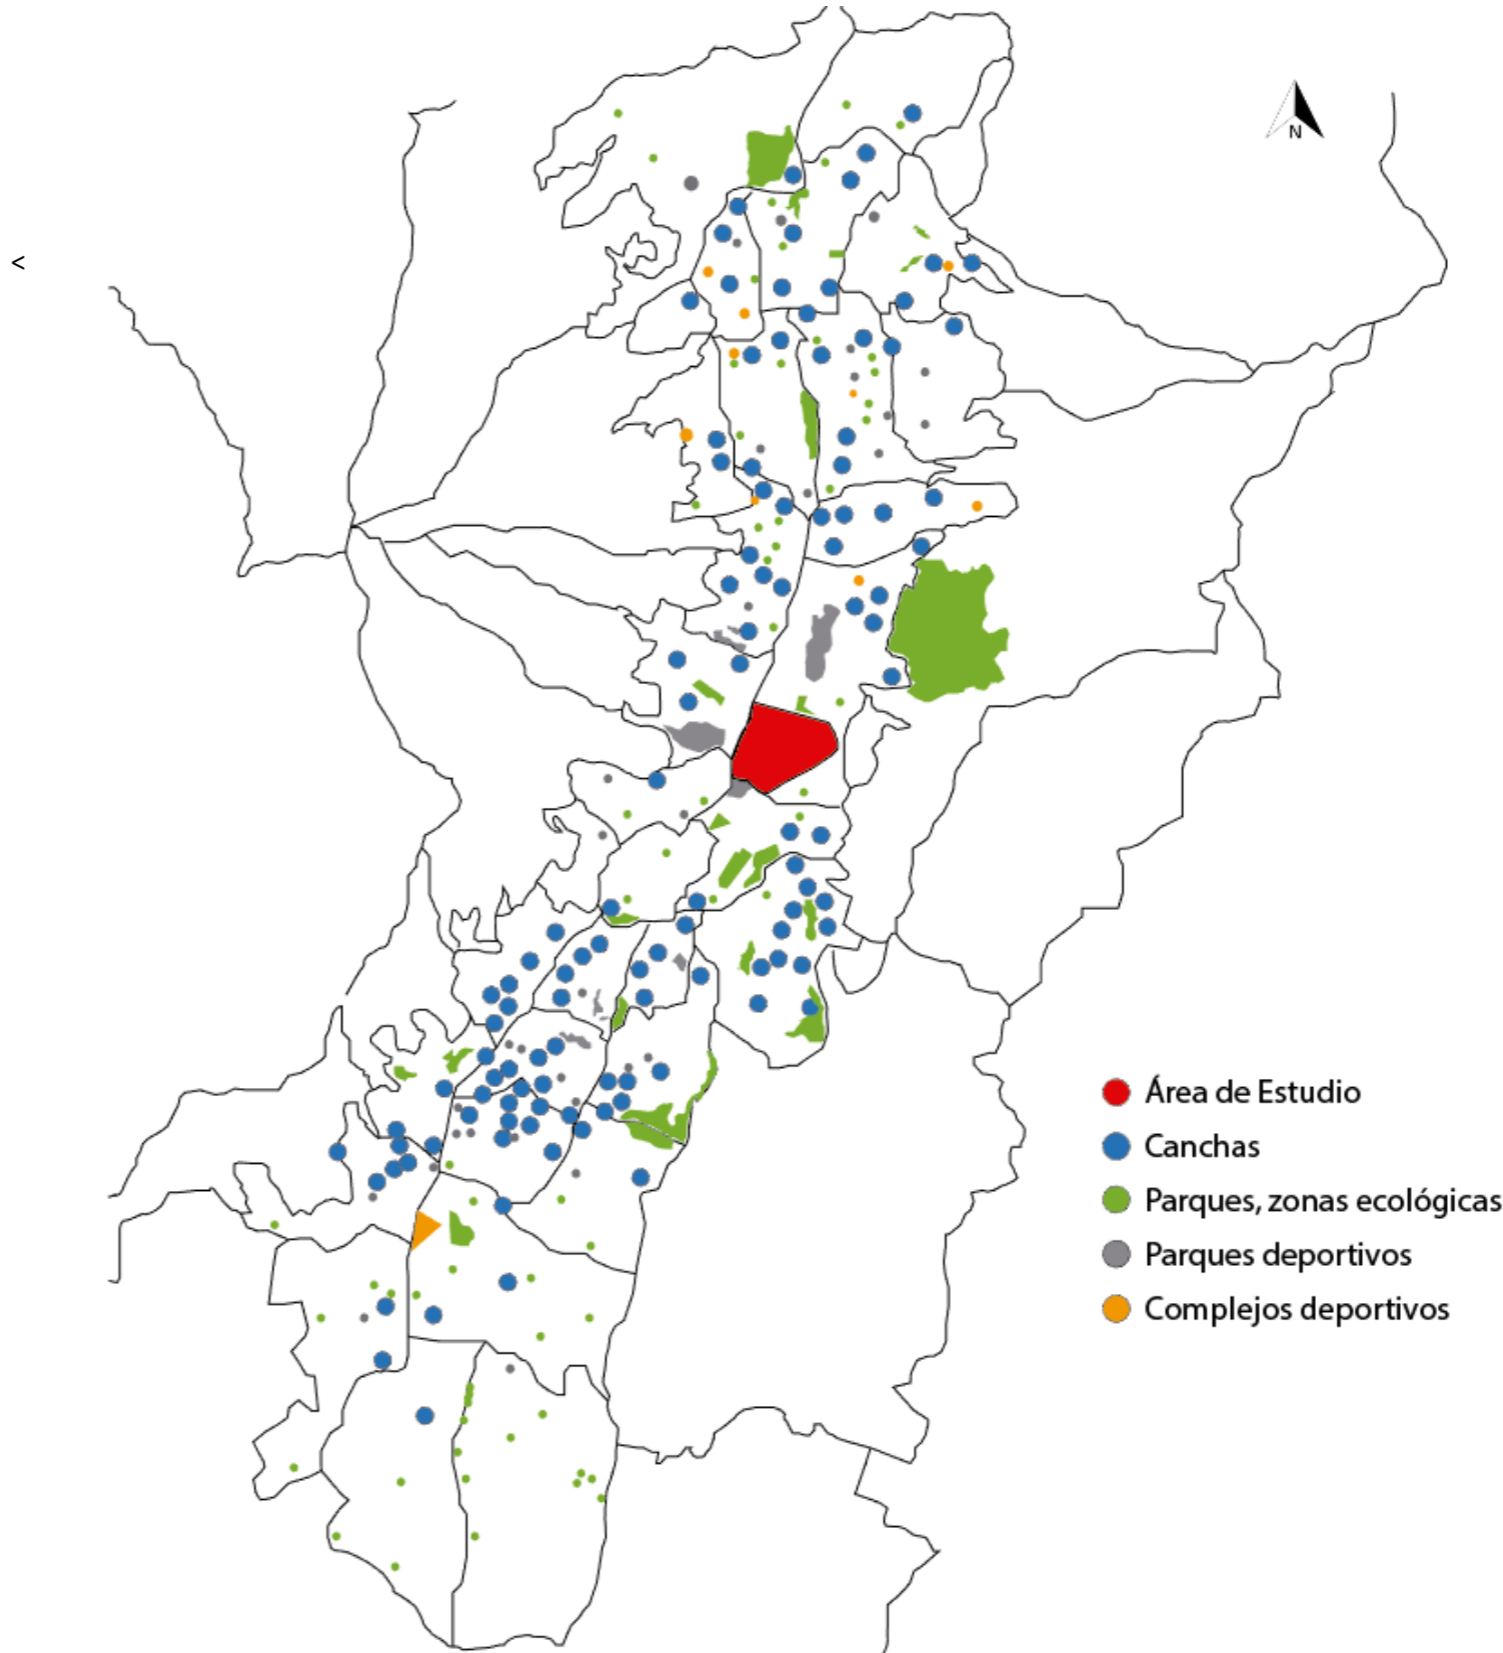 N
<
Área de Estudio
Canchas
Parques, zonas ecológicas
Parques deportivos
Complejos deportivos